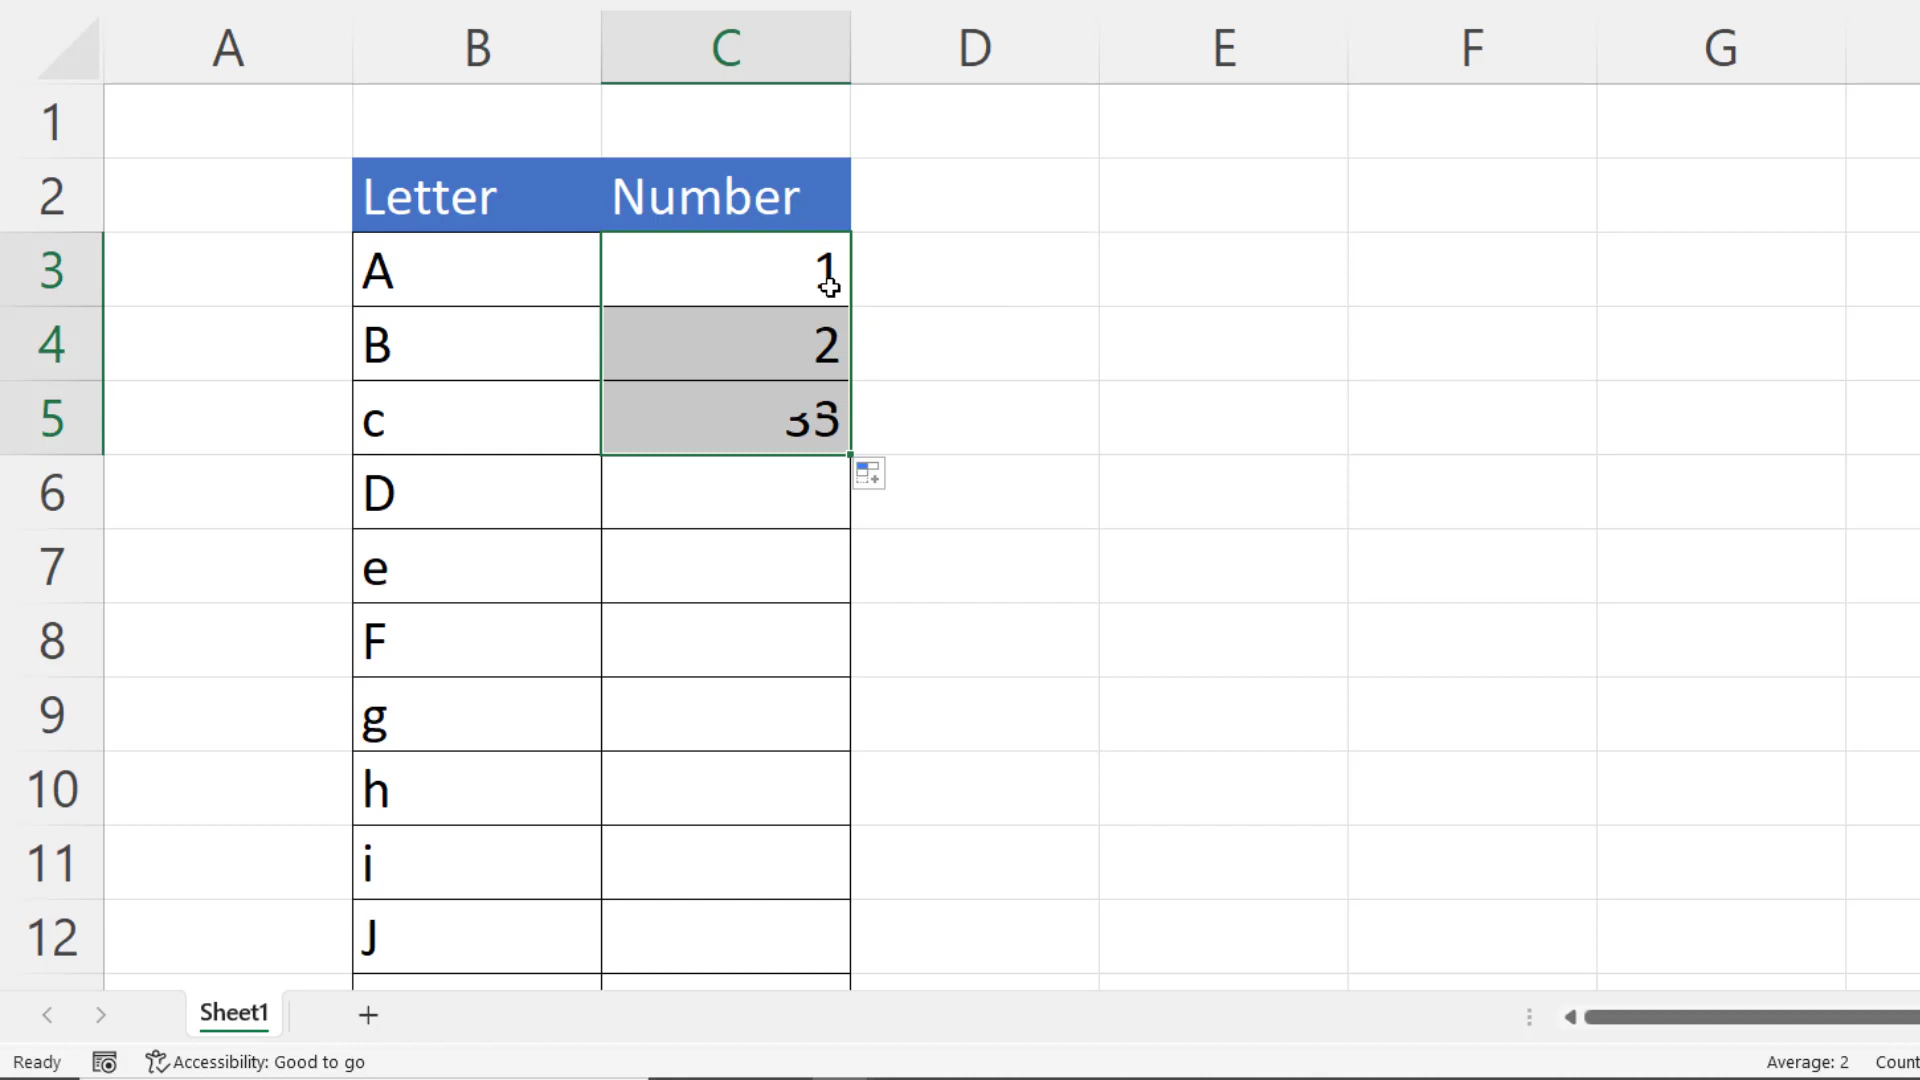 A B C D E F G
1
2 Letter Number
3 A 1
4 B 2
5 c 33
6 D
7 e
8 F
9 g
10 h
11 i
12 J
Sheet1
Ready Accessibility: Good to go Average: 2 Count